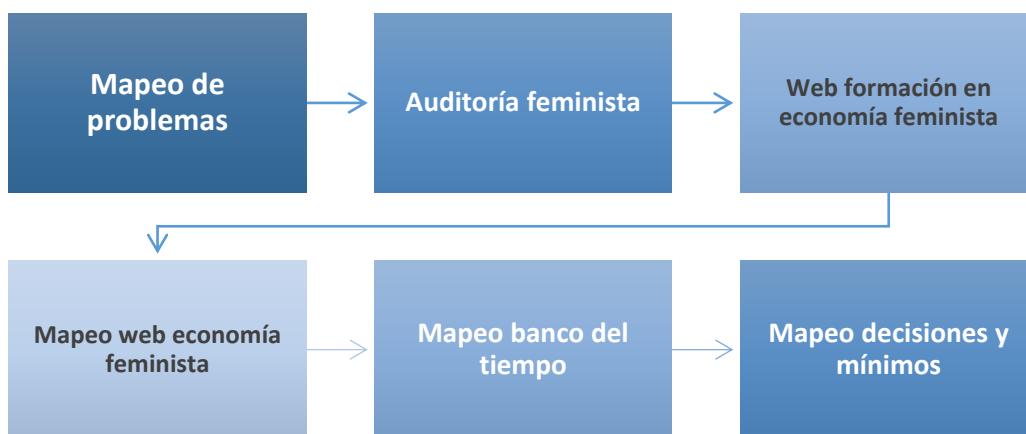 Mapeo de
problemas
Auditoría feminista
Web formación en
economía feminista
Mapeo web economía
feminista
Mapeo banco del
tiempo
Mapeo decisiones y
mínimos